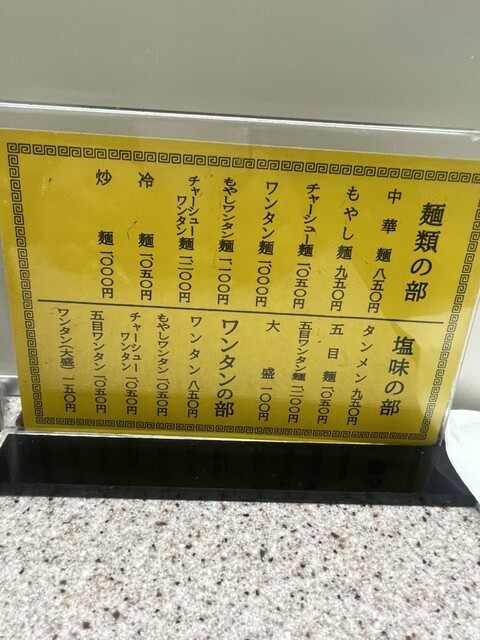 麺類の部
中華麺 八五〇円
もやし麺 九五〇円
チャーシュー麺 一〇五〇円
ワンタン麺 一〇〇〇円
もやしワンタン麺 一一〇〇円
チャーシュー
ワンタン麺 一二〇〇円
冷麺 一〇五〇円
炒麺 一〇〇〇円
塩味の部
タンメン 九五〇円
五目麺 一〇五〇円
五目ワンタン麺 一二〇〇円
大盛 一〇〇円
ワンタンの部
ワンタン 八五〇円
もやしワンタン 一〇五〇円
チャーシュー
ワンタン 一〇五〇円
五目ワンタン 一〇五〇円
ワンタン(大盛) 一五〇円